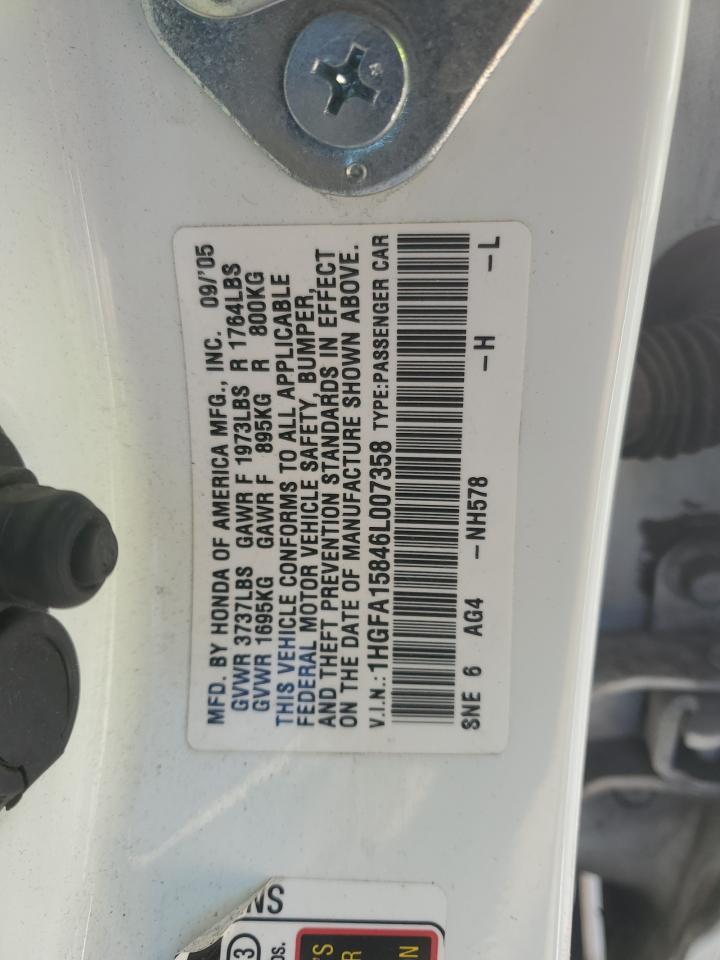 MFD. BY HONDA OF AMERICA MFG., INC. 09/'05
GVWR 3737LBS GAWR F 1973LBS R 1764LBS
GVWR 1695KG GAWR F 895KG R 800KG
THIS VEHICLE CONFORMS TO ALL APPLICABLE
FEDERAL MOTOR VEHICLE SAFETY, BUMPER,
AND THEFT PREVENTION STANDARDS IN EFFECT
ON THE DATE OF MANUFACTURE SHOWN ABOVE.
V.I.N.:1HGFA15846L007358 TYPE:PASSENGER CAR
SNE 6 AG4 -NH578 -H -L